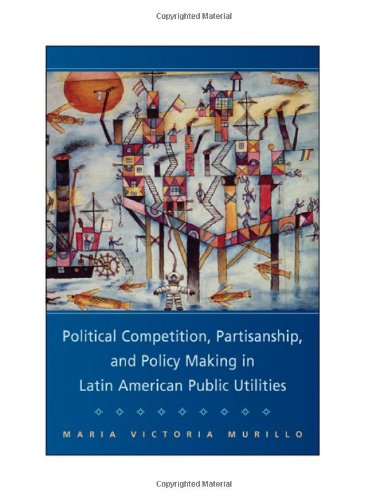 Copyrighted Material
Political Competition, Partisanship,
and Policy Making in
Latin American Public Utilities
MARIA VICTORIA MURILLO
Copyrighted Material